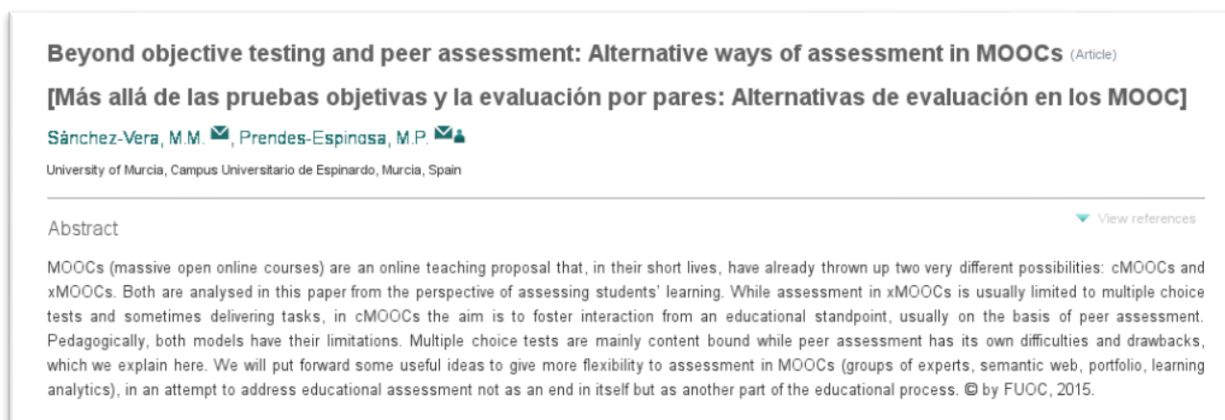 Beyond objective testing and peer assessment: Alternative ways of assessment in MOOCs (Article)
[Más allá de las pruebas objetivas y la evaluación por pares: Alternativas de evaluación en los MOOC]
Sánchez-Vera, M.M. , Prendes-Espinosa, M.P.
University of Murcia, Campus Universitario de Espinardo, Murcia, Spain
View references
Abstract
MOOCs (massive open online courses) are an online teaching proposal that, in their short lives, have already thrown up two very different possibilities: cMOOCs and
xMOOCs. Both are analysed in this paper from the perspective of assessing students' learning. While assessment in xMOOCs is usually limited to multiple choice
tests and sometimes delivering tasks, in cMOOCs the aim is to foster interaction from an educational standpoint, usually on the basis of peer assessment.
Pedagogically, both models have their limitations. Multiple choice tests are mainly content bound while peer assessment has its own difficulties and drawbacks,
which we explain here. We will put forward some useful ideas to give more flexibility to assessment in MOOCs (groups of experts, semantic web, portfolio, learning
analytics), in an attempt to address educational assessment not as an end in itself but as another part of the educational process. © by FUOC, 2015.